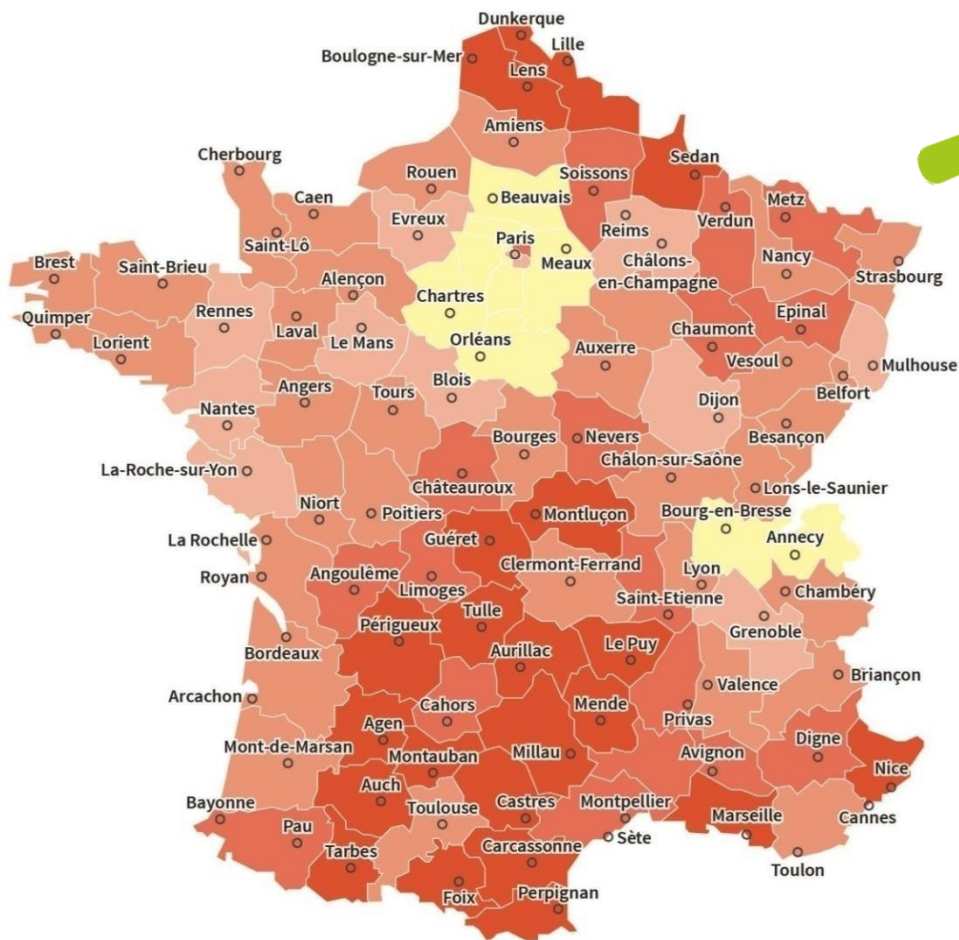 Dunkerque
Lille
Boulogne-sur-Mer
Lens
Amiens
Cherbourg
Sedan
Rouen
Soissons
Caen
Beauvais
Metz
Verdun
Evreux
Reims
Saint-Lô
Paris
Nancy
Meaux
Châlons-
en-Champagne
Strasbourg
Brest
Saint-Brieu
Alençon
Chartres
Rennes
Epinal
Quimper
Laval
Chaumont
Orléans
Le Mans
Lorient
Auxerre
Vesoul
Mulhouse
Blois
Angers
Belfort
Tours
Dijon
Nantes
Besançon
Bourges
Nevers
Châlon-sur-Saône
La-Roche-sur-Yon
Châteauroux
Lons-le-Saunier
Niort
Bourg-en-Bresse
Poitiers
Montluçon
La Rochelle
Guéret
Annecy
Clermont-Ferrand
Lyon
Royan
Angoulême
Limoges
Chambéry
Saint-Etienne
Tulle
Périgueux
Grenoble
Bordeaux
Aurillac
Le Puy
Briançon
Valence
Arcachon
Mende
Cahors
Privas
Agen
Digne
Mont-de-Marsan
Montauban
Millau
Avignon
Nice
Auch
Bayonne
Toulouse
Castres
Montpellier
Cannes
Marseille
Pau
Sète
Carcassonne
Tarbes
Toulon
Foix
Perpignan